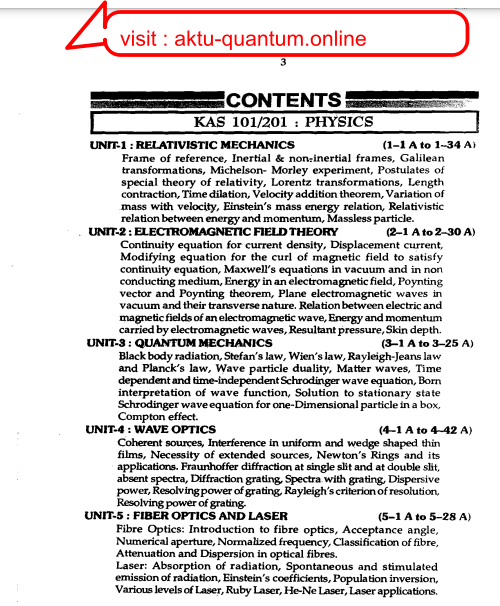 visit : aktu-quantum.online
3
CONTENTS
KAS 101/201 : PHYSICS
UNIT-1 : RELATIVISTIC MECHANICS (1–1 A to 1–34 A)
Frame of reference, Inertial & non-inertial frames, Galilean
transformations, Michelson- Morley experiment, Postulates of
special theory of relativity, Lorentz transformations, Length
contraction, Time dilation, Velocity addition theorem, Variation of
mass with velocity, Einstein's mass energy relation, Relativistic
relation between energy and momentum, Massless particle.
UNIT-2 : ELECTROMAGNETIC FIELD THEORY (2–1 A to 2–30 A)
Continuity equation for current density, Displacement current,
Modifying equation for the curl of magnetic field to satisfy
continuity equation, Maxwell's equations in vacuum and in non
conducting medium, Energy in an electromagnetic field, Poynting
vector and Poynting theorem, Plane electromagnetic waves in
vacuum and their transverse nature. Relation between electric and
magnetic fields of an electromagnetic wave, Energy and momentum
carried by electromagnetic waves, Resultant pressure, Skin depth.
UNIT-3 : QUANTUM MECHANICS (3–1 A to 3–25 A)
Black body radiation, Stefan's law, Wien's law, Rayleigh-Jeans law
and Planck's law, Wave particle duality, Matter waves, Time
dependent and time-independent Schrodinger wave equation, Born
interpretation of wave function, Solution to stationary state
Schrodinger wave equation for one-Dimensional particle in a box,
Compton effect.
UNIT-4 : WAVE OPTICS (4–1 A to 4–42 A)
Coherent sources, Interference in uniform and wedge shaped thin
films, Necessity of extended sources, Newton's Rings and its
applications. Fraunhoffer diffraction at single slit and at double slit,
absent spectra, Diffraction grating, Spectra with grating, Dispersive
power, Resolving power of grating, Rayleigh's criterion of resolution,
Resolving power of grating.
UNIT-5 : FIBER OPTICS AND LASER (5–1 A to 5–28 A)
Fibre Optics: Introduction to fibre optics, Acceptance angle,
Numerical aperture, Normalized frequency, Classification of fibre,
Attenuation and Dispersion in optical fibres.
Laser: Absorption of radiation, Spontaneous and stimulated
emission of radiation, Einstein's coefficients, Population inversion,
Various levels of Laser, Ruby Laser, He-Ne Laser, Laser applications.